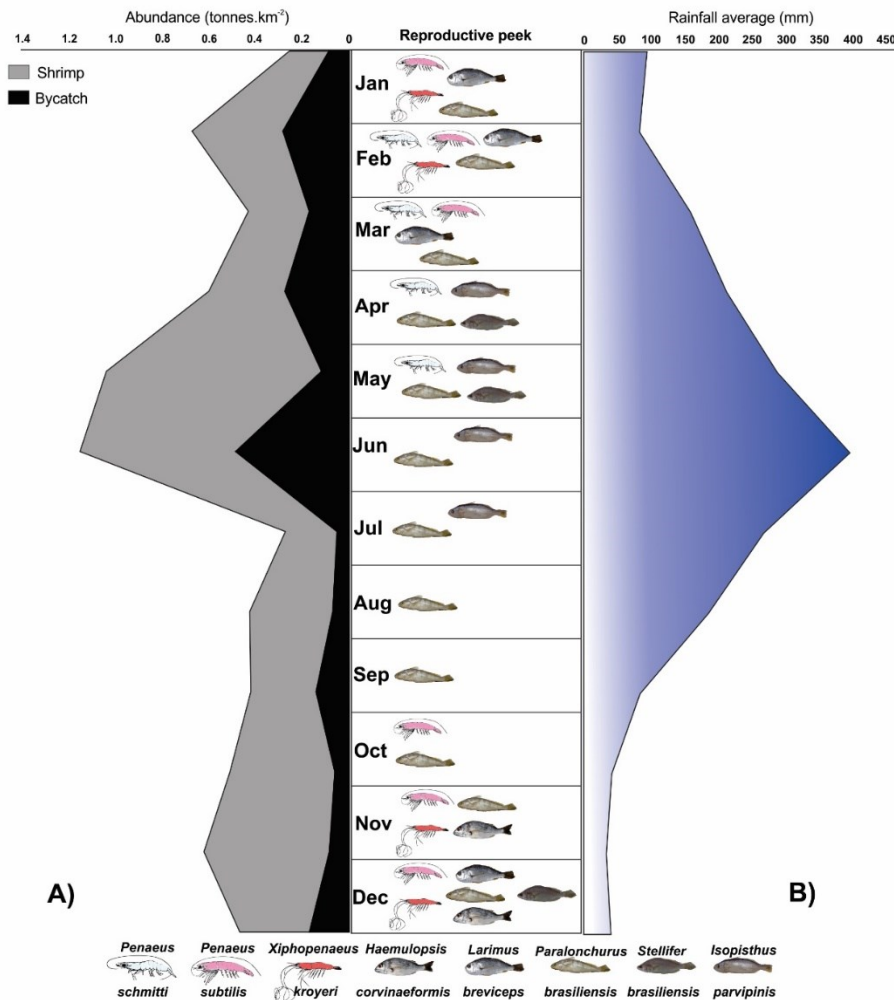 Abundance (tonnes.km⁻²)
Rainfall average (mm)
1.4 1.2 1.0 0.6 0.4 0.2 0
Reproductive peek
0 50 100 150 200 250 300 350 400 450
Shrimp
Bycatch
Jan
Feb
Mar
Apr
May
Jun
Jul
Aug
Sep
Oct
Nov
Dec
A)
B)
Penaeus Penaeus Xiphopenaeus Haemulopsis Larimus Paralonchurus Stellifer Isopisthus
schmitti subtilis kroyeri corvinaeformis breviceps brasiliensis brasiliensis parvipinis